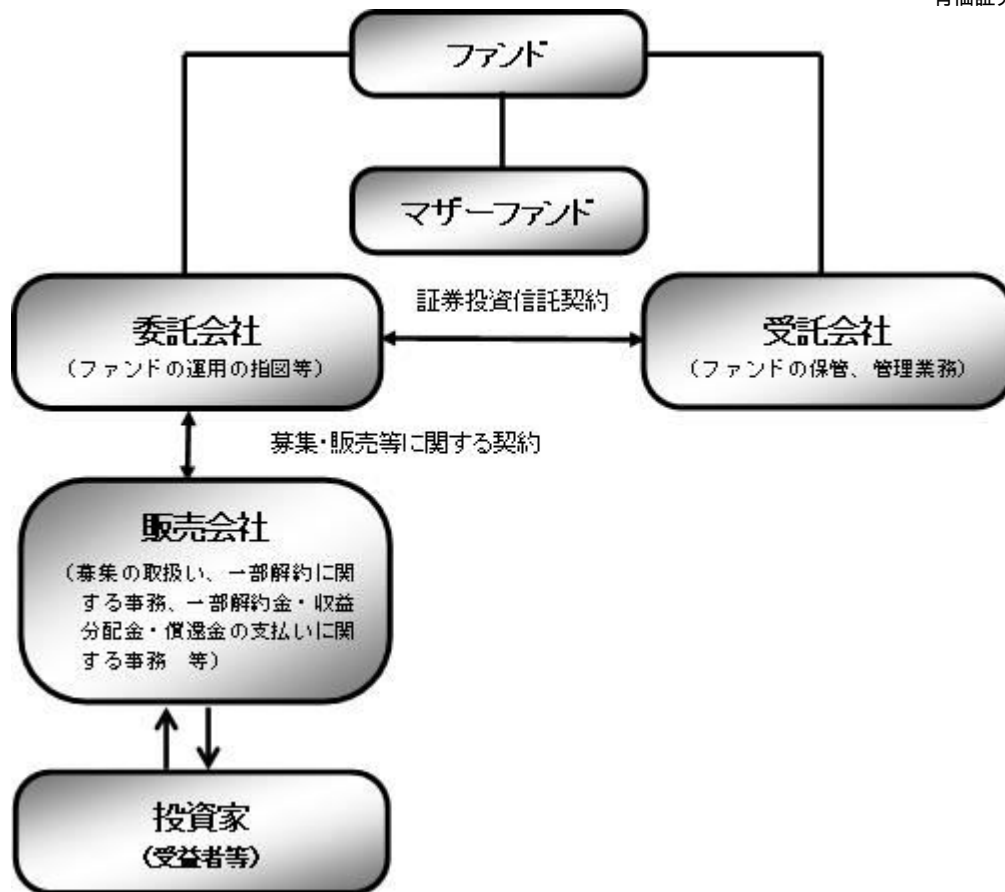 ファンド
マザーファンド
証券投資信託契約
委託会社
（ファンドの運用の指図等）
受託会社
（ファンドの保管、管理業務）
募集・販売等に関する契約
販売会社
（募集の取扱い、一部解約に関
する事務、一部解約金・収益
分配金・償還金の支払いに関
する事務　等）
投資家
（受益者等）